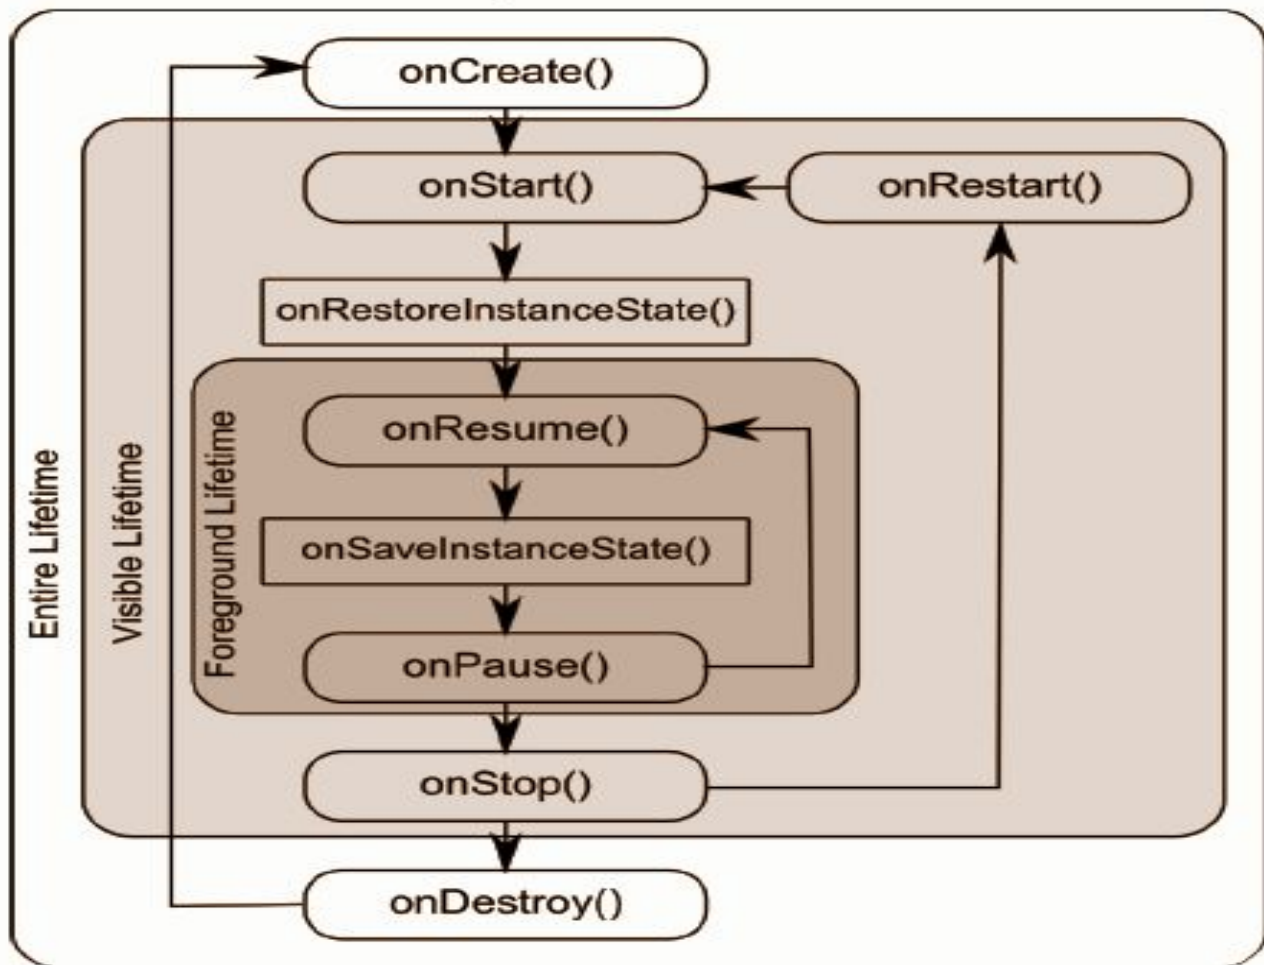 onCreate()
onStart()
onRestart()
onRestoreInstanceState()
onResume()
onSaveInstanceState()
onPause()
onStop()
onDestroy()
Entire Lifetime
Visible Lifetime
Foreground Lifetime